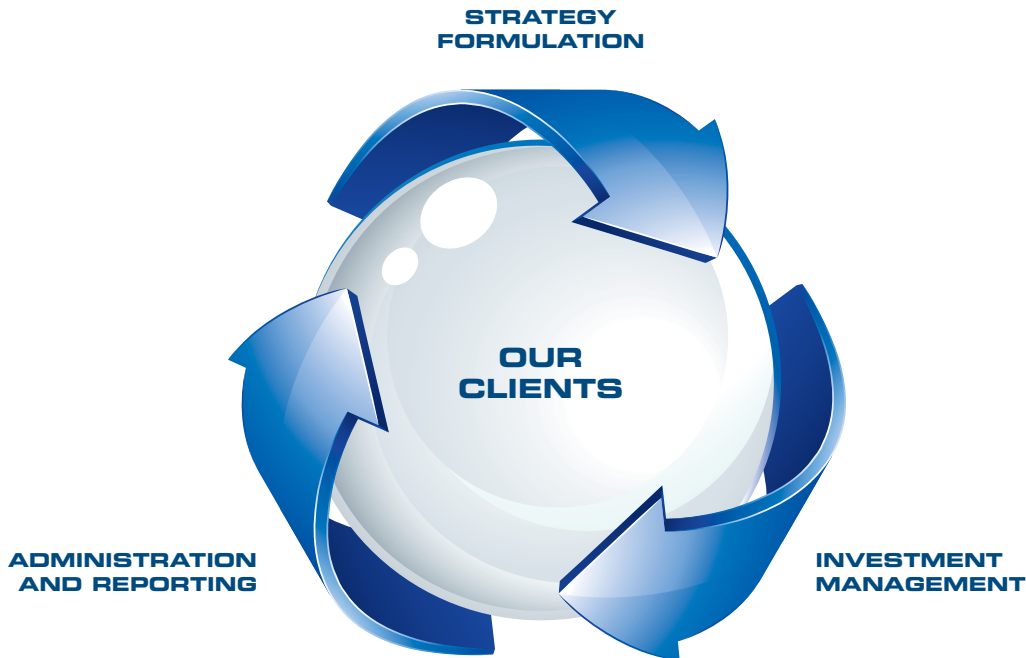 STRATEGY
FORMULATION
OUR
CLIENTS
ADMINISTRATION
AND REPORTING
INVESTMENT
MANAGEMENT